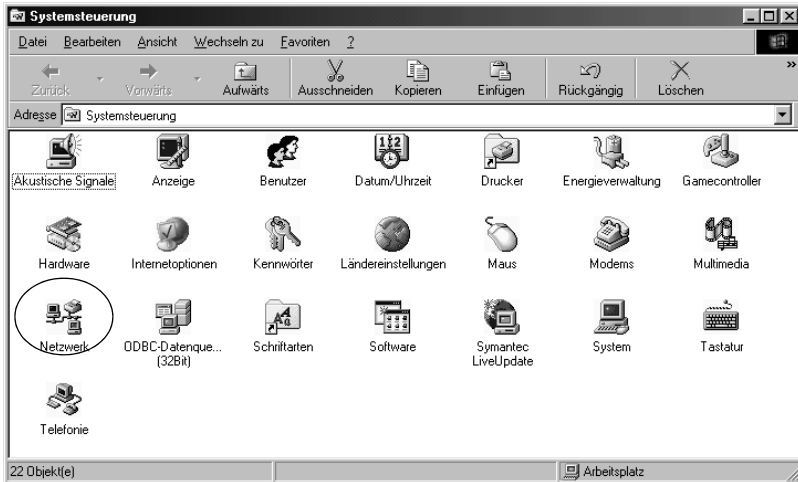 Systemsteuerung
Datei Bearbeiten Ansicht Wechseln zu Favoriten ?
Zurück Vorwärts Aufwärts Ausschneiden Kopieren Einfügen Rückgängig Löschen »
Adresse Systemsteuerung
Akustische Signale Anzeige Benutzer Datum/Uhrzeit Drucker Energieverwaltung Gamecontroller
Hardware Internetoptionen Kennwörter Ländereinstellungen Maus Modems Multimedia
Netzwerk ODBC-Datenque... Schriftarten Software Symantec System Tastatur
(32Bit) LiveUpdate
Telefonie
22 Objekt(e) Arbeitsplatz